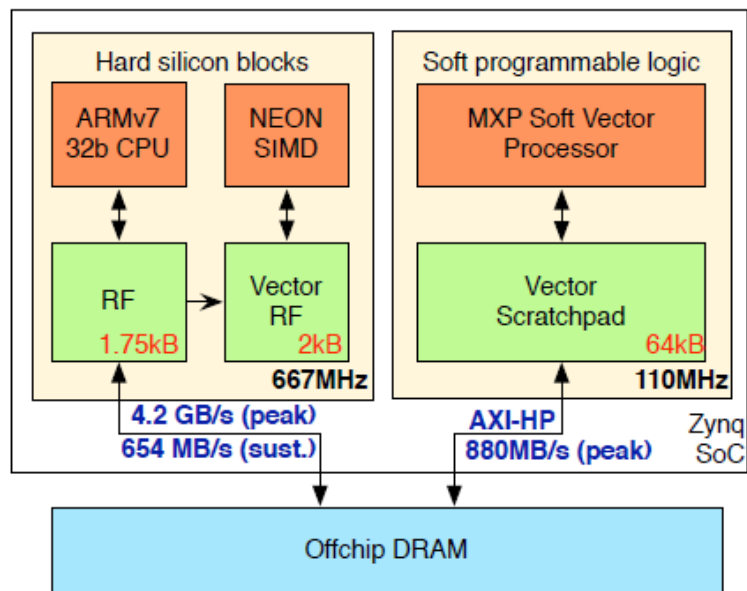 Hard silicon blocks
ARMv7
32b CPU
NEON
SIMD
RF
1.75kB
Vector
RF
2kB
667MHz
Soft programmable logic
MXP Soft Vector
Processor
Vector
Scratchpad
64kB
110MHz
4.2 GB/s (peak)
654 MB/s (sust.)
AXI-HP
880MB/s (peak)
Zynq
SoC
Offchip DRAM